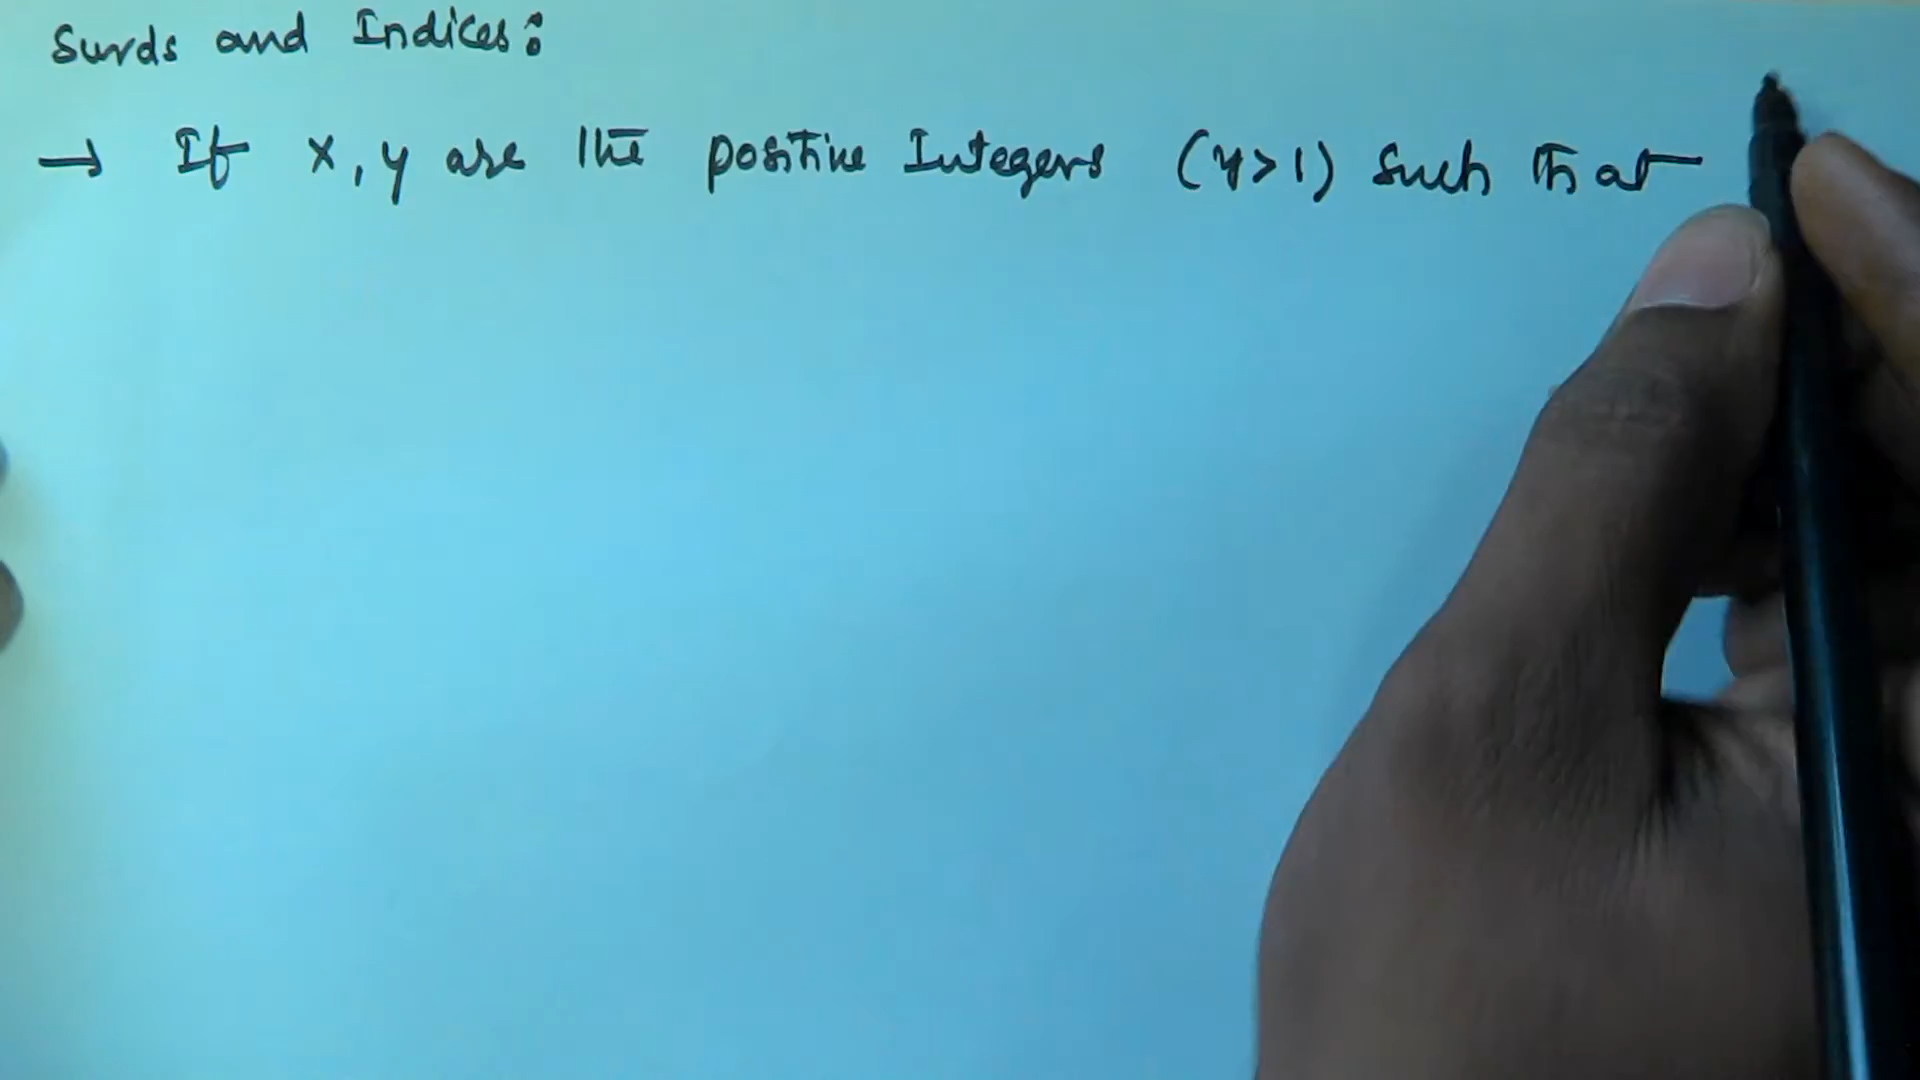 Surds and Indices:
→ If x, y are the positive Integers (y>1) such that